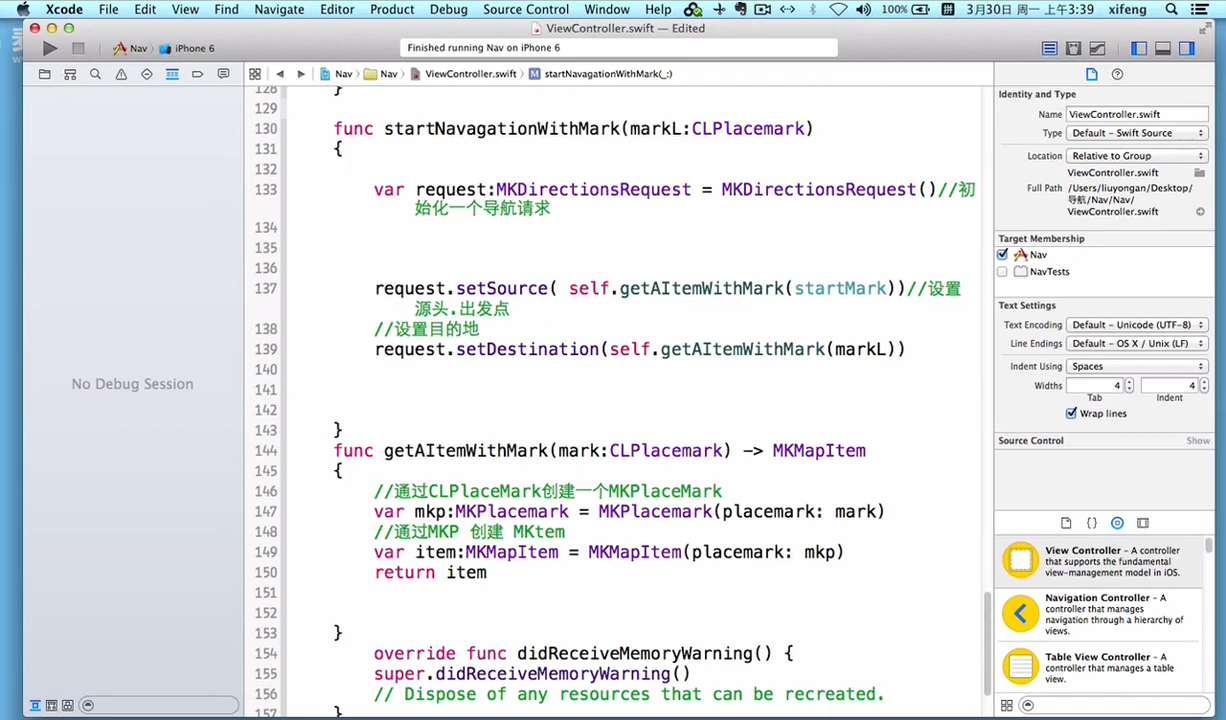 Xcode File Edit View Find Navigate Editor Product Debug Source Control Window Help 100% 3月30日 周一 上午3:39 xifeng
ViewController.swift — Edited
Nav iPhone 6 Finished running Nav on iPhone 6
Nav Nav ViewController.swift M startNavagationWithMark(_:)
128 }
129
130 func startNavagationWithMark(markL:CLPlacemark)
131 {
132
133 var request:MKDirectionsRequest = MKDirectionsRequest()//初
始化一个导航请求
134
135
136
137 request.setSource( self.getAItemWithMark(startMark))//设置
源头.出发点
138 //设置目的地
139 request.setDestination(self.getAItemWithMark(markL))
140
141
142
143 }
144 func getAItemWithMark(mark:CLPlacemark) -> MKMapItem
145 {
146 //通过CLPlaceMark创建一个MKPlaceMark
147 var mkp:MKPlacemark = MKPlacemark(placemark: mark)
148 //通过MKP 创建 MKtem
149 var item:MKMapItem = MKMapItem(placemark: mkp)
150 return item
151
152
153 }
154 override func didReceiveMemoryWarning() {
155 super.didReceiveMemoryWarning()
156 // Dispose of any resources that can be recreated.
157 }
No Debug Session
Identity and Type
Name ViewController.swift
Type Default - Swift Source
Location Relative to Group
ViewController.swift
Full Path /Users/liuyongan/Desktop/
导航/Nav/Nav/
ViewController.swift
Target Membership
Nav
NavTests
Text Settings
Text Encoding Default - Unicode (UTF-8)
Line Endings Default - OS X / Unix (LF)
Indent Using Spaces
Widths 4 4
Tab Indent
Wrap lines
Source Control Show
{}
View Controller - A controller
that supports the fundamental
view-management model in iOS.
Navigation Controller - A
controller that manages
navigation through a hierarchy of
views.
Table View Controller - A
controller that manages a table
view.